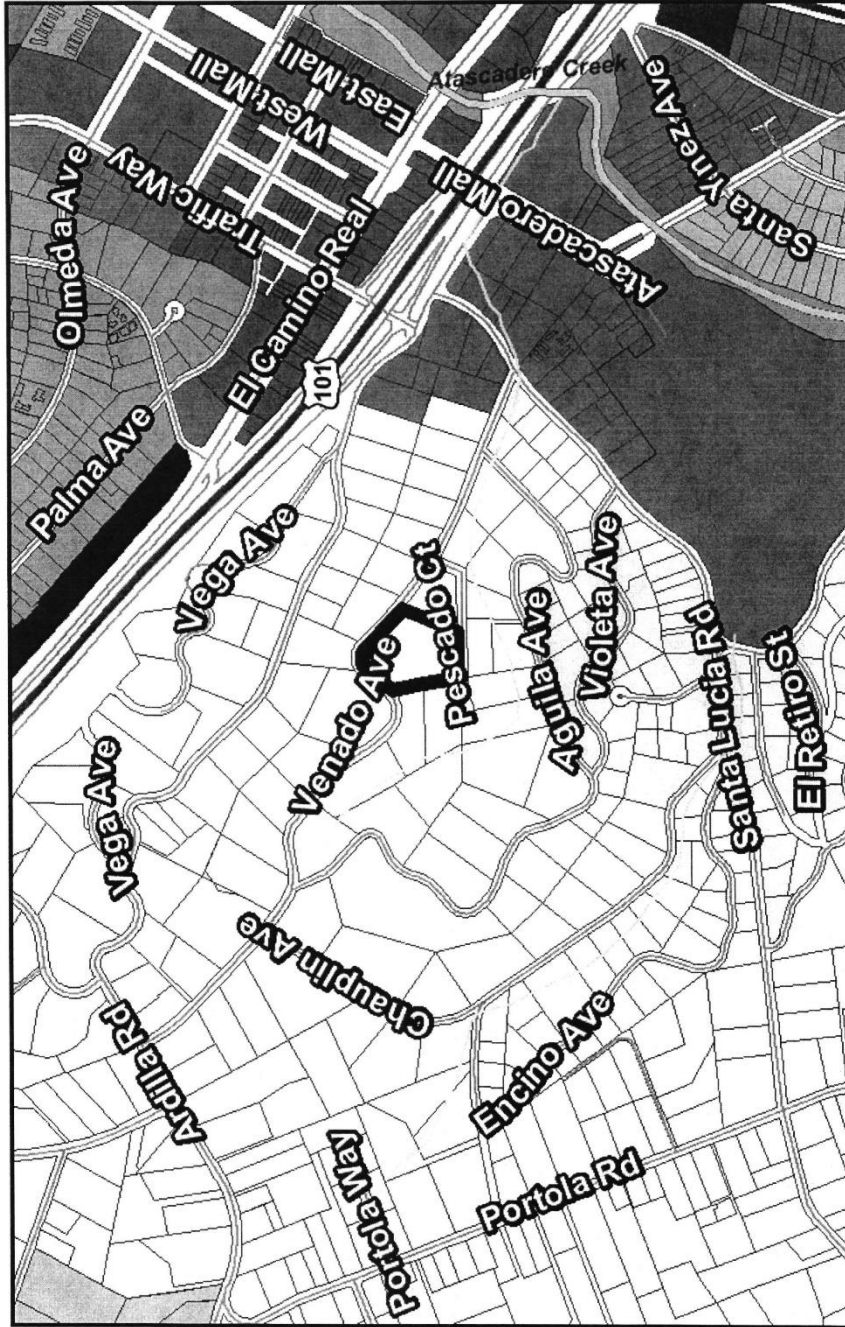 Olmeda Ave
Traffic Way
West Mall
East Mall
Atascadero Creek
Palma Ave
El Camino Real
101
Atascadero Mall
Santa Ynez Ave
Santa
Vega Ave
Vega Ave
Venado Ave
Pescado Ct
Aguila Ave
Violeta Ave
Santa Lucia Rd
El Retiro St
Chauplin Ave
Ardilla Rd
Encino Ave
Portola Way
Portola Rd